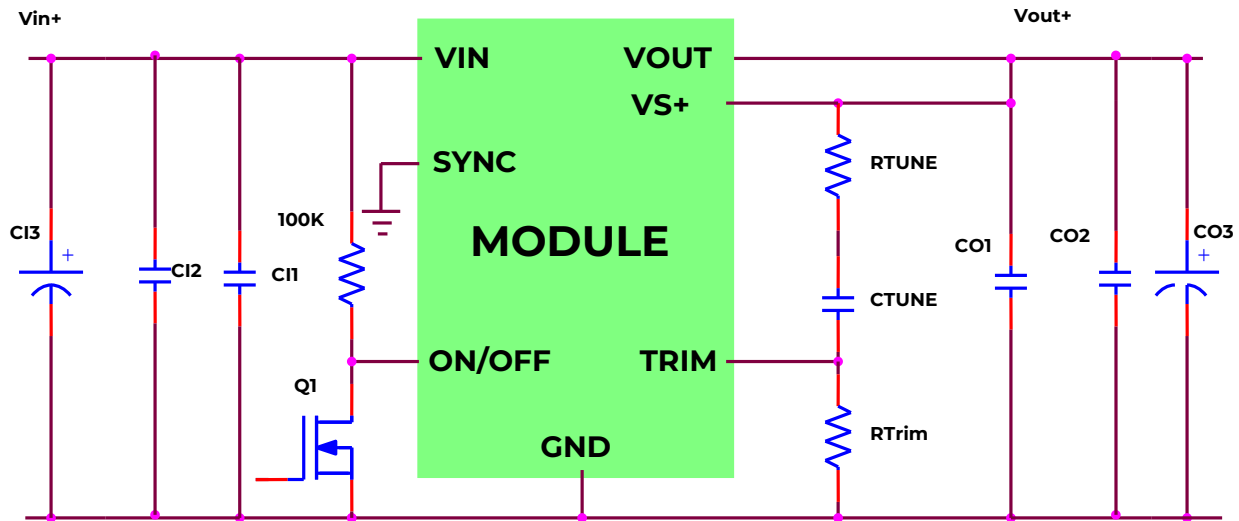 Vin+
Vout+
VIN
VOUT
VS+
SYNC
RTUNE
100K
CI3
+
CI2
CI1
MODULE
CO1
CO2
CO3
+
CTUNE
ON/OFF
TRIM
Q1
RTrim
GND